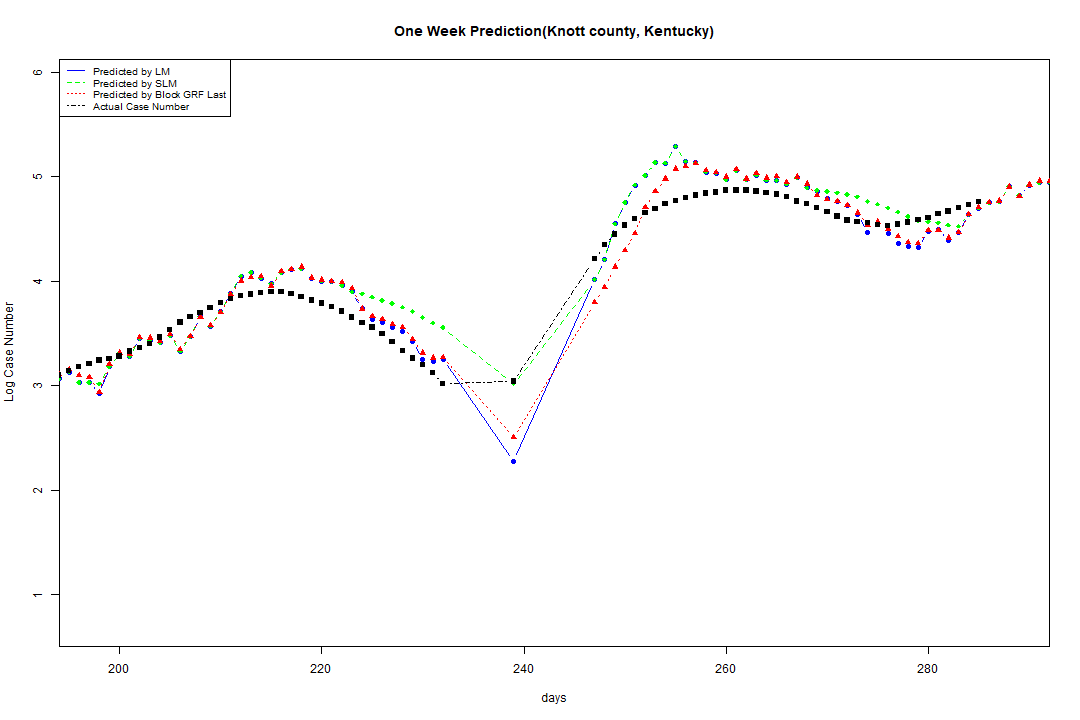 One Week Prediction(Knott county, Kentucky)
Predicted by LM
Predicted by SLM
Predicted by Block GRF Last
Actual Case Number
Log Case Number
6
5
4
3
2
1
200 220 240 260 280
days